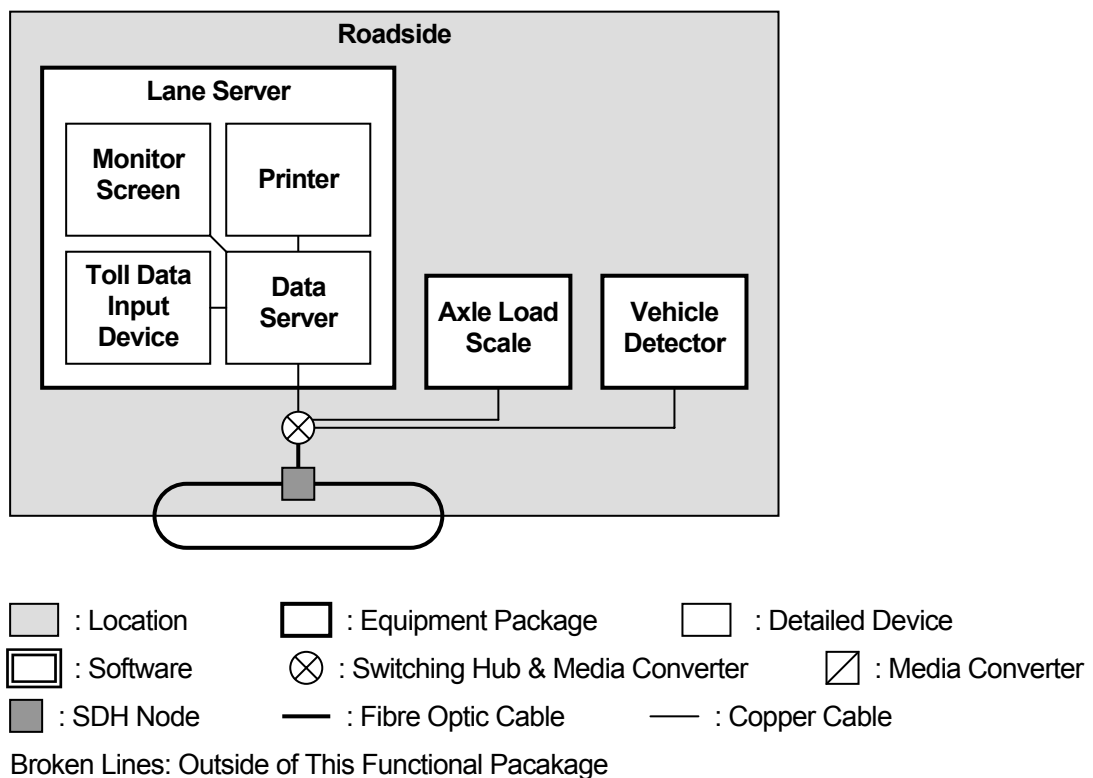 Roadside
Lane Server
Monitor
Screen
Printer
Toll Data
Input
Device
Data
Server
Axle Load
Scale
Vehicle
Detector
: Location
: Equipment Package
: Detailed Device
: Software
: Switching Hub & Media Converter
: Media Converter
: SDH Node
: Fibre Optic Cable
: Copper Cable
Broken Lines: Outside of This Functional Pacakage